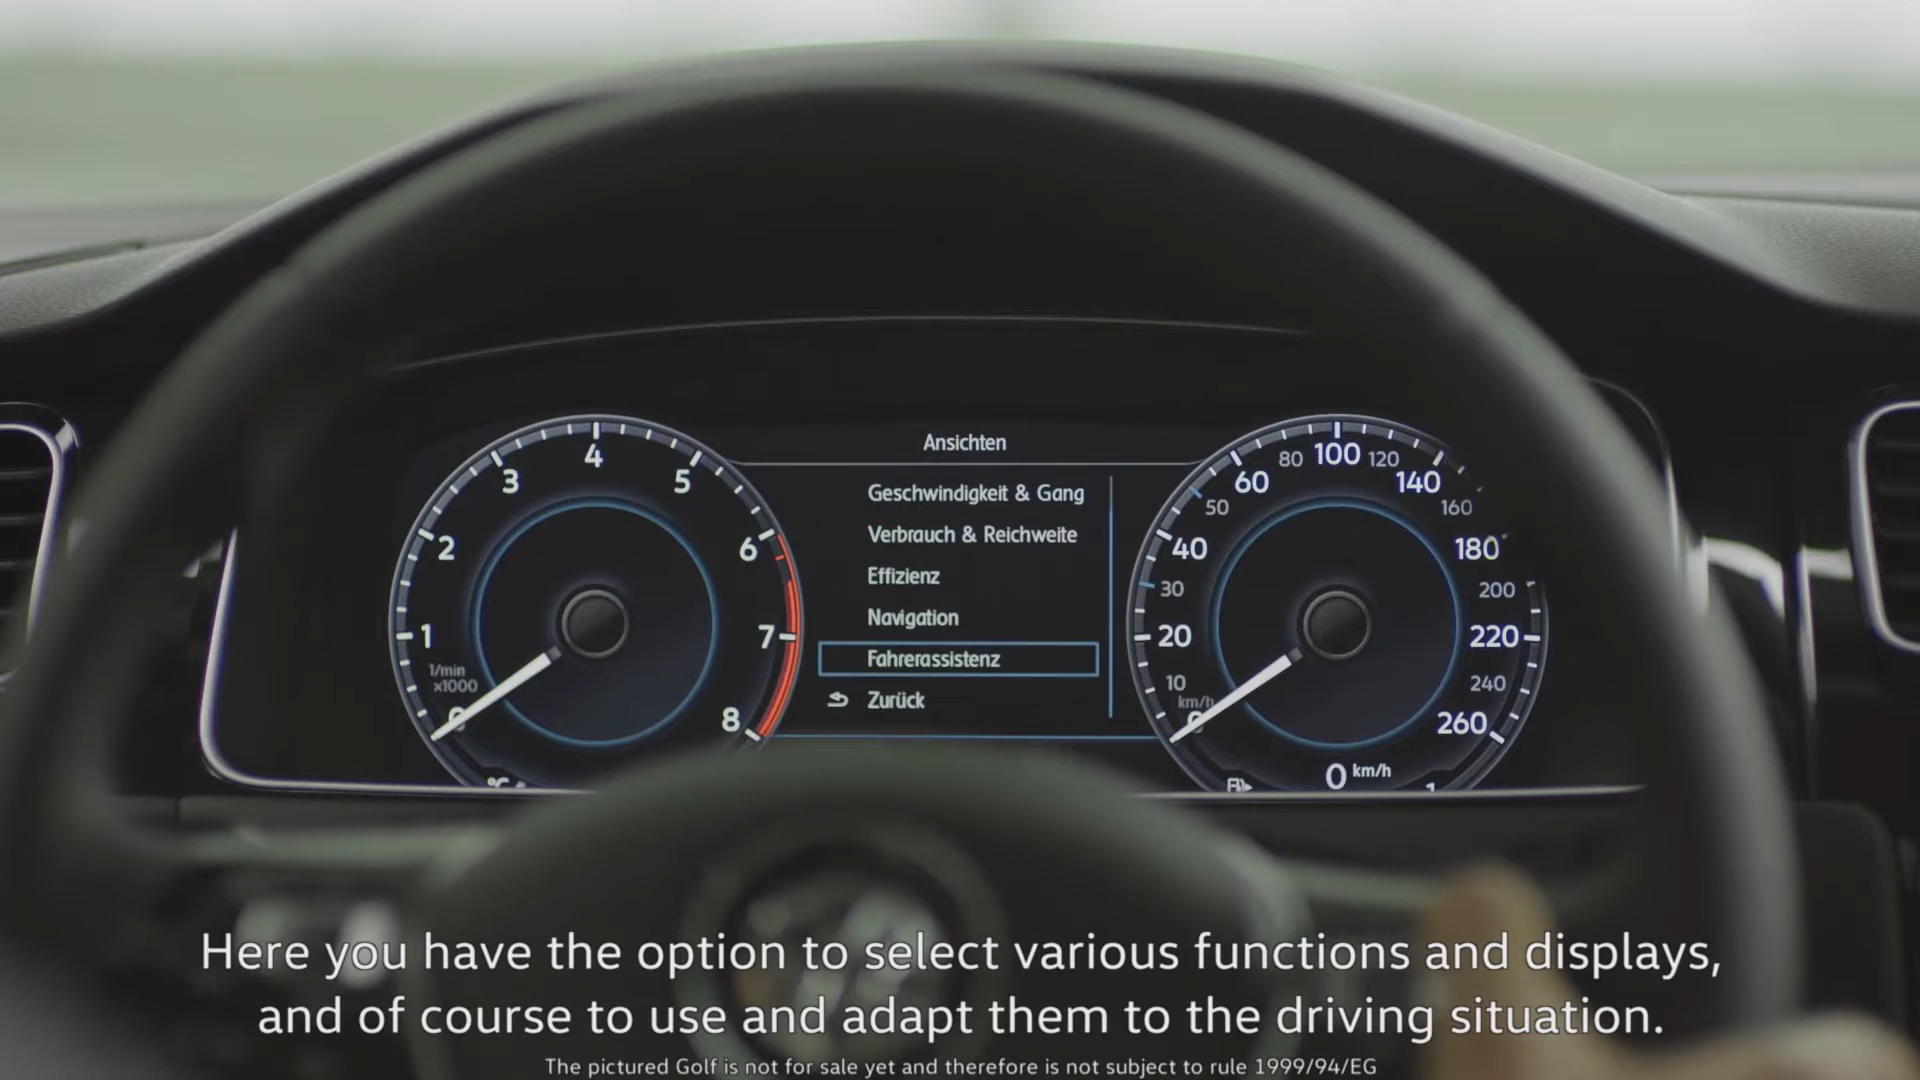 Ansichten
Geschwindigkeit & Gang
Verbrauch & Reichweite
Effizienz
Navigation
Fahrerassistenz
Zurück
0 1 2 3 4 5 6 7 8
1/min
x1000
°C
0 10 20 30 40 50 60 80 100 120 140 160 180 200 220 240 260
km/h
0 km/h
Here you have the option to select various functions and displays,
and of course to use and adapt them to the driving situation.
The pictured Golf is not for sale yet and therefore is not subject to rule 1999/94/EG